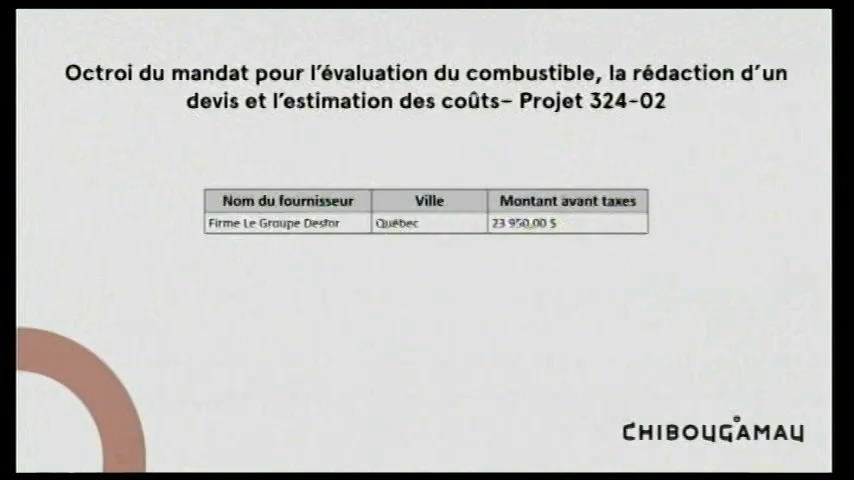 Octroi du mandat pour l'évaluation du combustible, la rédaction d'un
devis et l'estimation des coûts– Projet 324-02
Nom du fournisseur Ville Montant avant taxes
Firme Le Groupe Desfor Québec 23 950,00 $
CHIBOUGAMAU